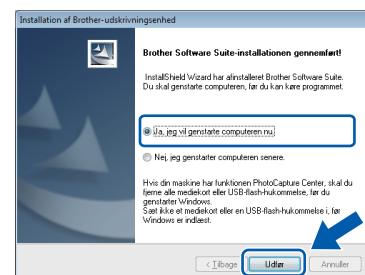 Installation af Brother-udskrivningsenhed
Brother Software Suite-installationen gennemført!
InstallShield Wizard har afinstalleret Brother Software Suite.
Du skal genstarte computeren, før du kan køre programmet.
Ja, jeg vil genstarte computeren nu.
Nej, jeg genstarter computeren senere.
Hvis din maskine har funktionen PhotoCapture Center, skal du
fjerne alle mediekort eller USB-flash-hukommelse, før du
genstarter Windows.
Sæt ikke et mediekort eller en USB-flash-hukommelse i, før
Windows er indlæst.
< Tilbage Udfør Annuller